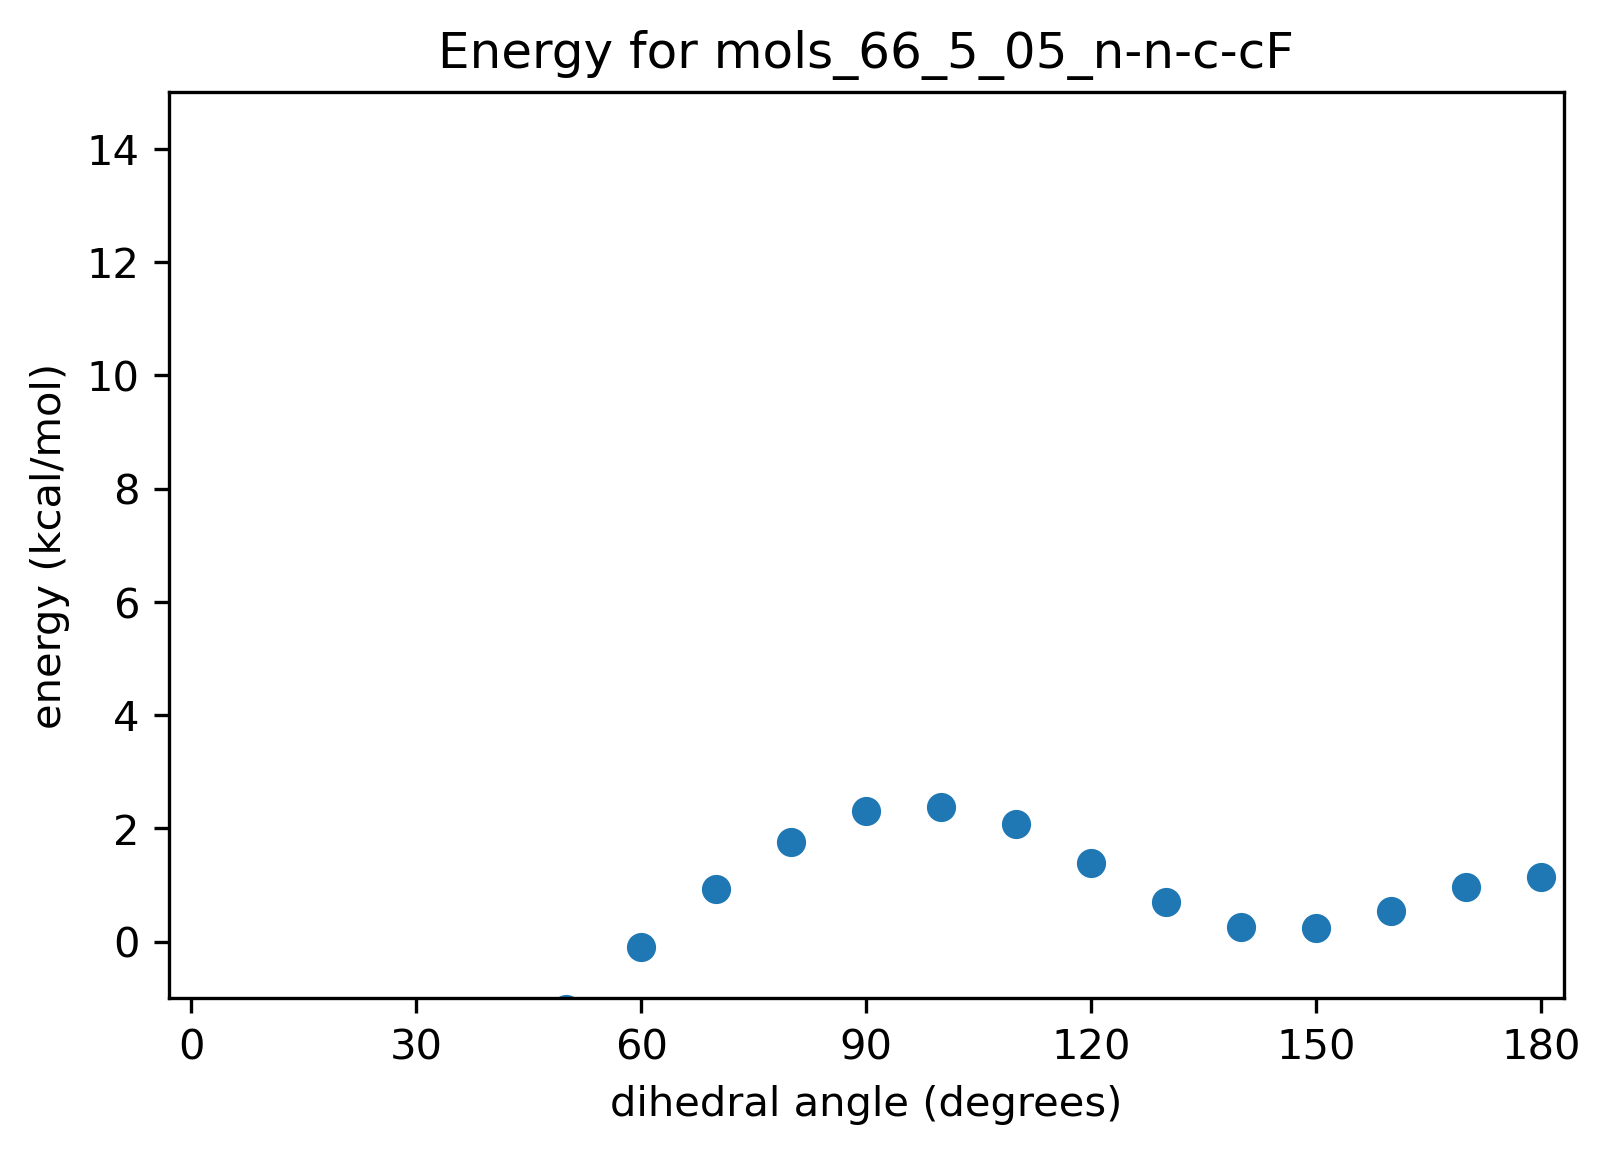 Energy for mols_66_5_05_n-n-c-cF
14
12
10
8
6
4
2
0
energy (kcal/mol)
0 30 60 90 120 150 180
dihedral angle (degrees)